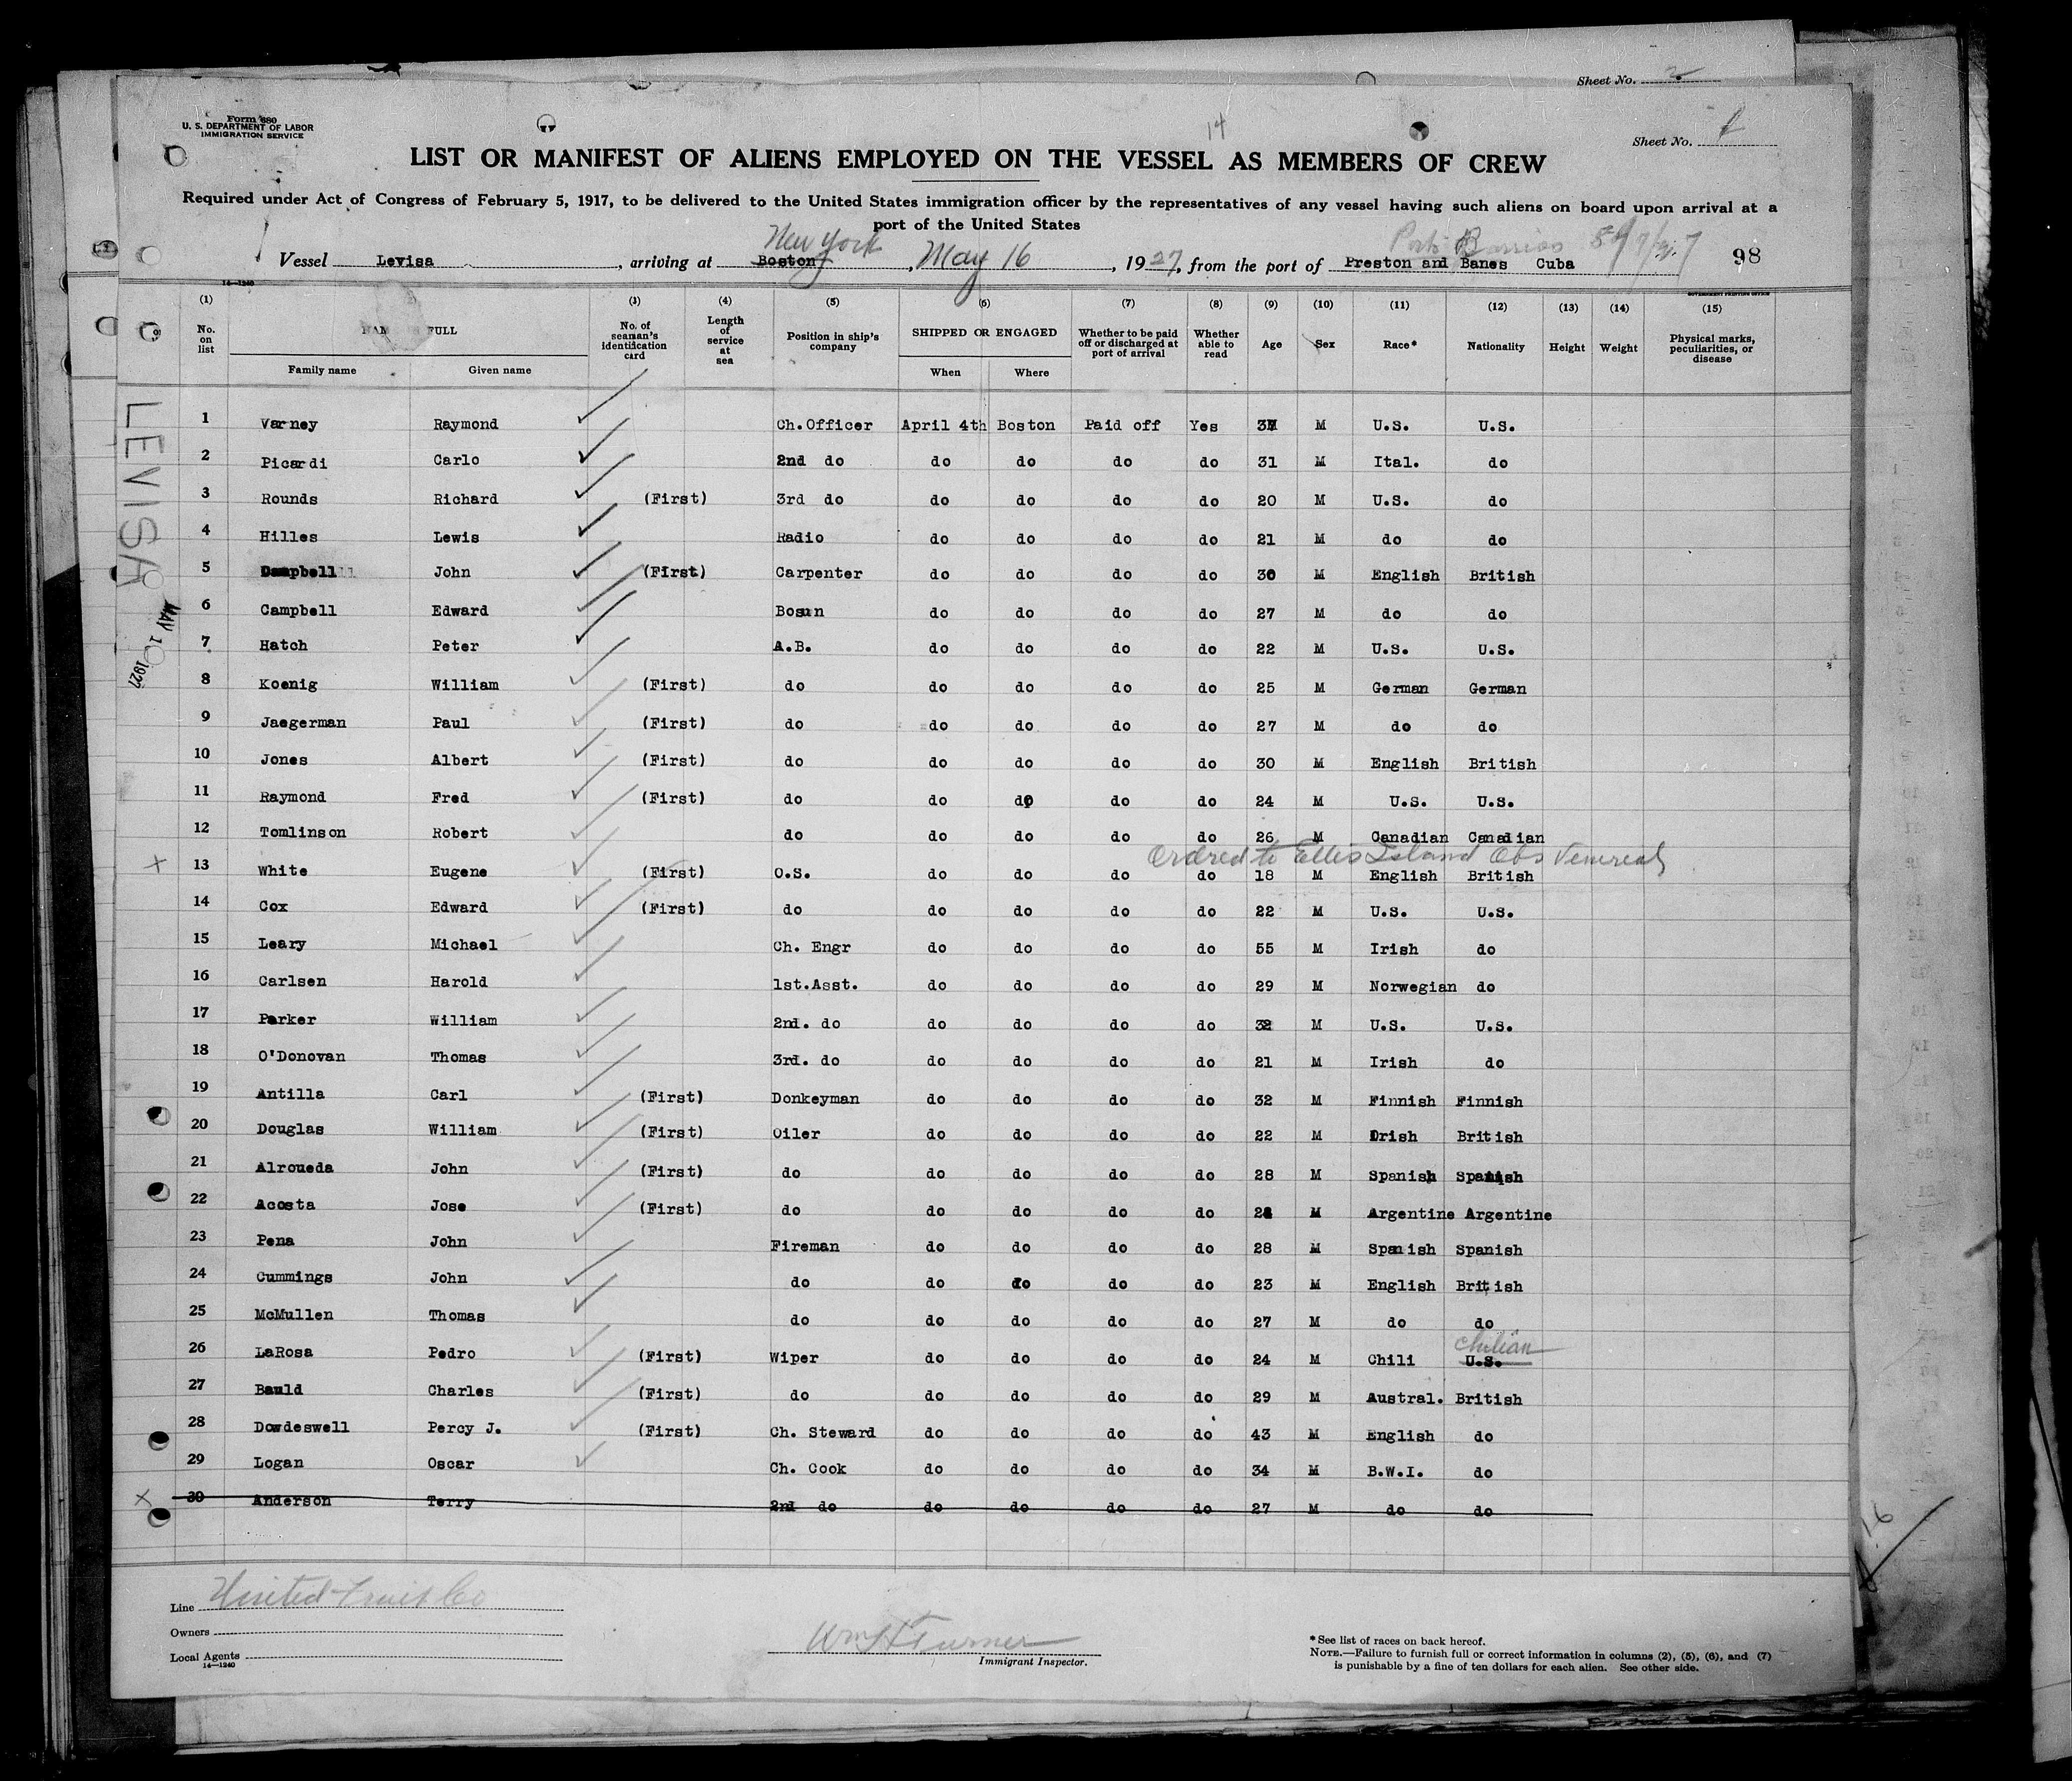 Sheet No. 2
Form 680
U. S. DEPARTMENT OF LABOR
IMMIGRATION SERVICE
14
Sheet No. 1
LIST OR MANIFEST OF ALIENS EMPLOYED ON THE VESSEL AS MEMBERS OF CREW
Required under Act of Congress of February 5, 1917, to be delivered to the United States immigration officer by the representatives of any vessel having such aliens on board upon arrival at a
port of the United States
New York Port Barrios
Vessel Levisa, arriving at Boston, May 16, 1927, from the port of Preston and Banes Cuba 98
14—1240 GOVERNMENT PRINTING OFFICE
(1) (3) (4) (5) (6) (7) (8) (9) (10) (11) (12) (13) (14) (15)
No. on list NAME IN FULL No. of seaman's identification card Length of service at sea Position in ship's company SHIPPED OR ENGAGED Whether to be paid off or discharged at port of arrival Whether able to read Age Sex Race* Nationality Height Weight Physical marks, peculiarities, or disease
Family name Given name When Where
LEVISA
MAY 1 1927
1 Varney Raymond Ch.Officer April 4th Boston Paid off Yes 37 M U.S. U.S.
2 Picardi Carlo 2nd do do do do do 31 M Ital. do
3 Rounds Richard (First) 3rd do do do do do 20 M U.S. do
4 Hilles Lewis Radio do do do do 21 M do do
5 Campbell John (First) Carpenter do do do do 30 M English British
6 Campbell Edward Bosun do do do do 27 M do do
7 Hatch Peter A.B. do do do do 22 M U.S. U.S.
8 Koenig William (First) do do do do do 25 M German German
9 Jaegerman Paul (First) do do do do do 27 M do do
10 Jones Albert (First) do do do do do 30 M English British
11 Raymond Fred (First) do do do do do 24 M U.S. U.S.
12 Tomlinson Robert do do do do do 26 M Canadian Canadian
Ordred to Ellis Island Obs Venereal
x 13 White Eugene (First) O.S. do do do do 18 M English British
14 Cox Edward (First) do do do do do 22 M U.S. U.S.
15 Leary Michael Ch. Engr do do do do 55 M Irish do
16 Carlsen Harold 1st.Asst. do do do do 29 M Norwegian do
17 Parker William 2nd. do do do do do 32 M U.S. U.S.
18 O'Donovan Thomas 3rd. do do do do do 21 M Irish do
19 Antilla Carl (First) Donkeyman do do do do 32 M Finnish Finnish
20 Douglas William (First) Oiler do do do do 22 M Irish British
21 Alroueda John (First) do do do do do 28 M Spanish Spanish
22 Acosta Jose (First) do do do do do 28 M Argentine Argentine
23 Pena John Fireman do do do do 28 M Spanish Spanish
24 Cummings John do do do do do 23 M English British
25 McMullen Thomas do do do do do 27 M do do
Chilian
26 LaRosa Pedro (First) Wiper do do do do 24 M Chili U.S.
27 Bauld Charles (First) do do do do do 29 M Austral. British
28 Dowdeswell Percy J. (First) Ch. Steward do do do do 43 M English do
29 Logan Oscar Ch. Cook do do do do 34 M B.W.I. do
x 30 Anderson Terry 2nd do do do do do 27 M do do
Line United Fruit Co
Owners
Local Agents
14—1240
Wm H Turner
Immigrant Inspector.
* See list of races on back hereof.
NOTE.—Failure to furnish full or correct information in columns (2), (5), (6), and (7)
is punishable by a fine of ten dollars for each alien. See other side.